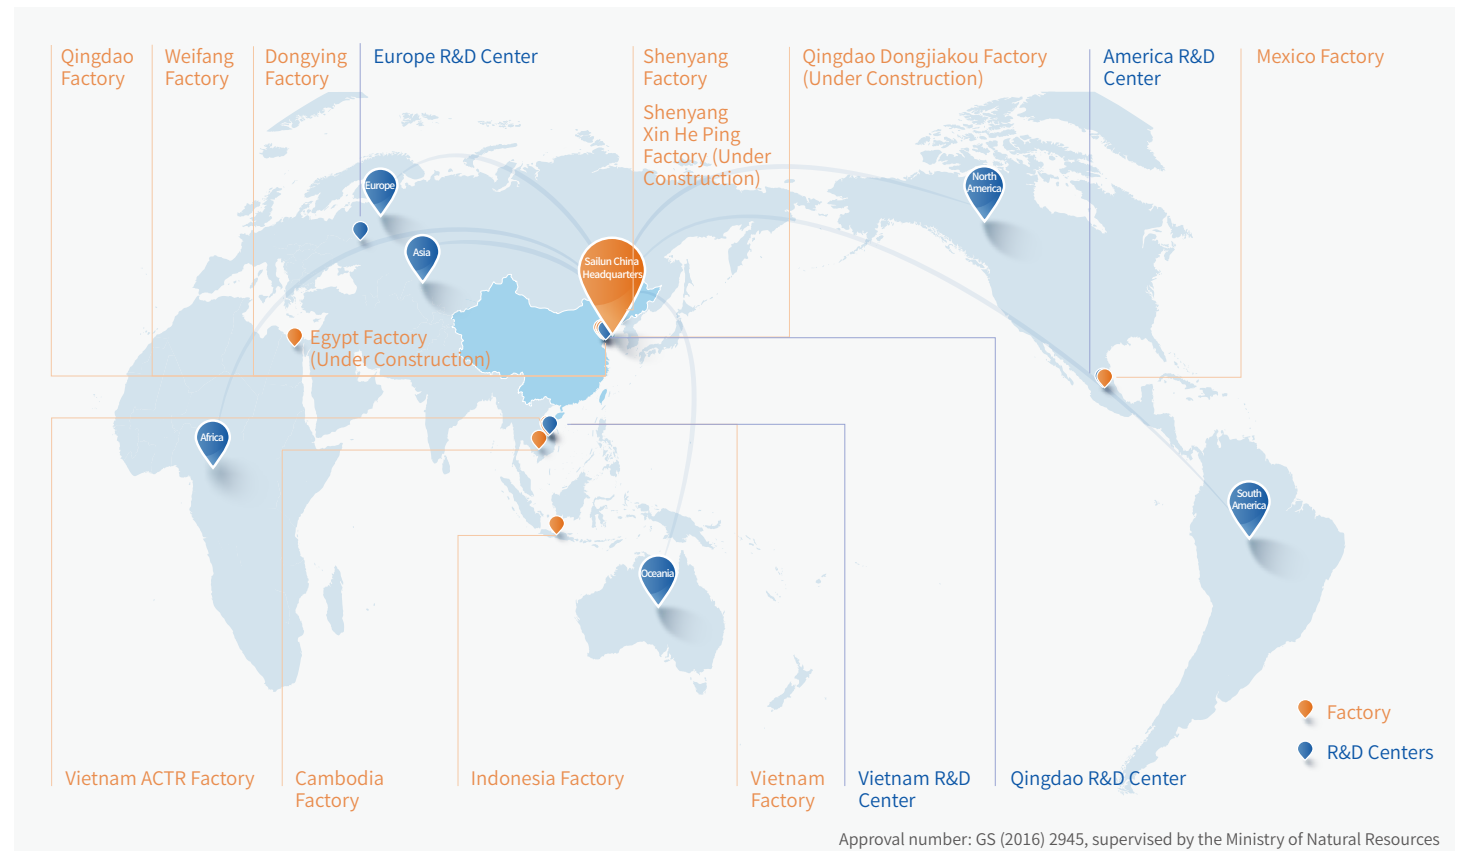 Qingdao
Factory
Weifang
Factory
Dongying
Factory
Europe R&D Center
Shenyang
Factory
Shenyang
Xin He Ping
Factory (Under
Construction)
Qingdao Dongjiakou Factory
(Under Construction)
America R&D
Center
Mexico Factory
Europe
North
America
Asia
Sailun China
Headquarters
Egypt Factory
(Under Construction)
Africa
South
America
Oceania
Factory
R&D Centers
Vietnam ACTR Factory
Cambodia
Factory
Indonesia Factory
Vietnam
Factory
Vietnam R&D
Center
Qingdao R&D Center
Approval number: GS (2016) 2945, supervised by the Ministry of Natural Resources